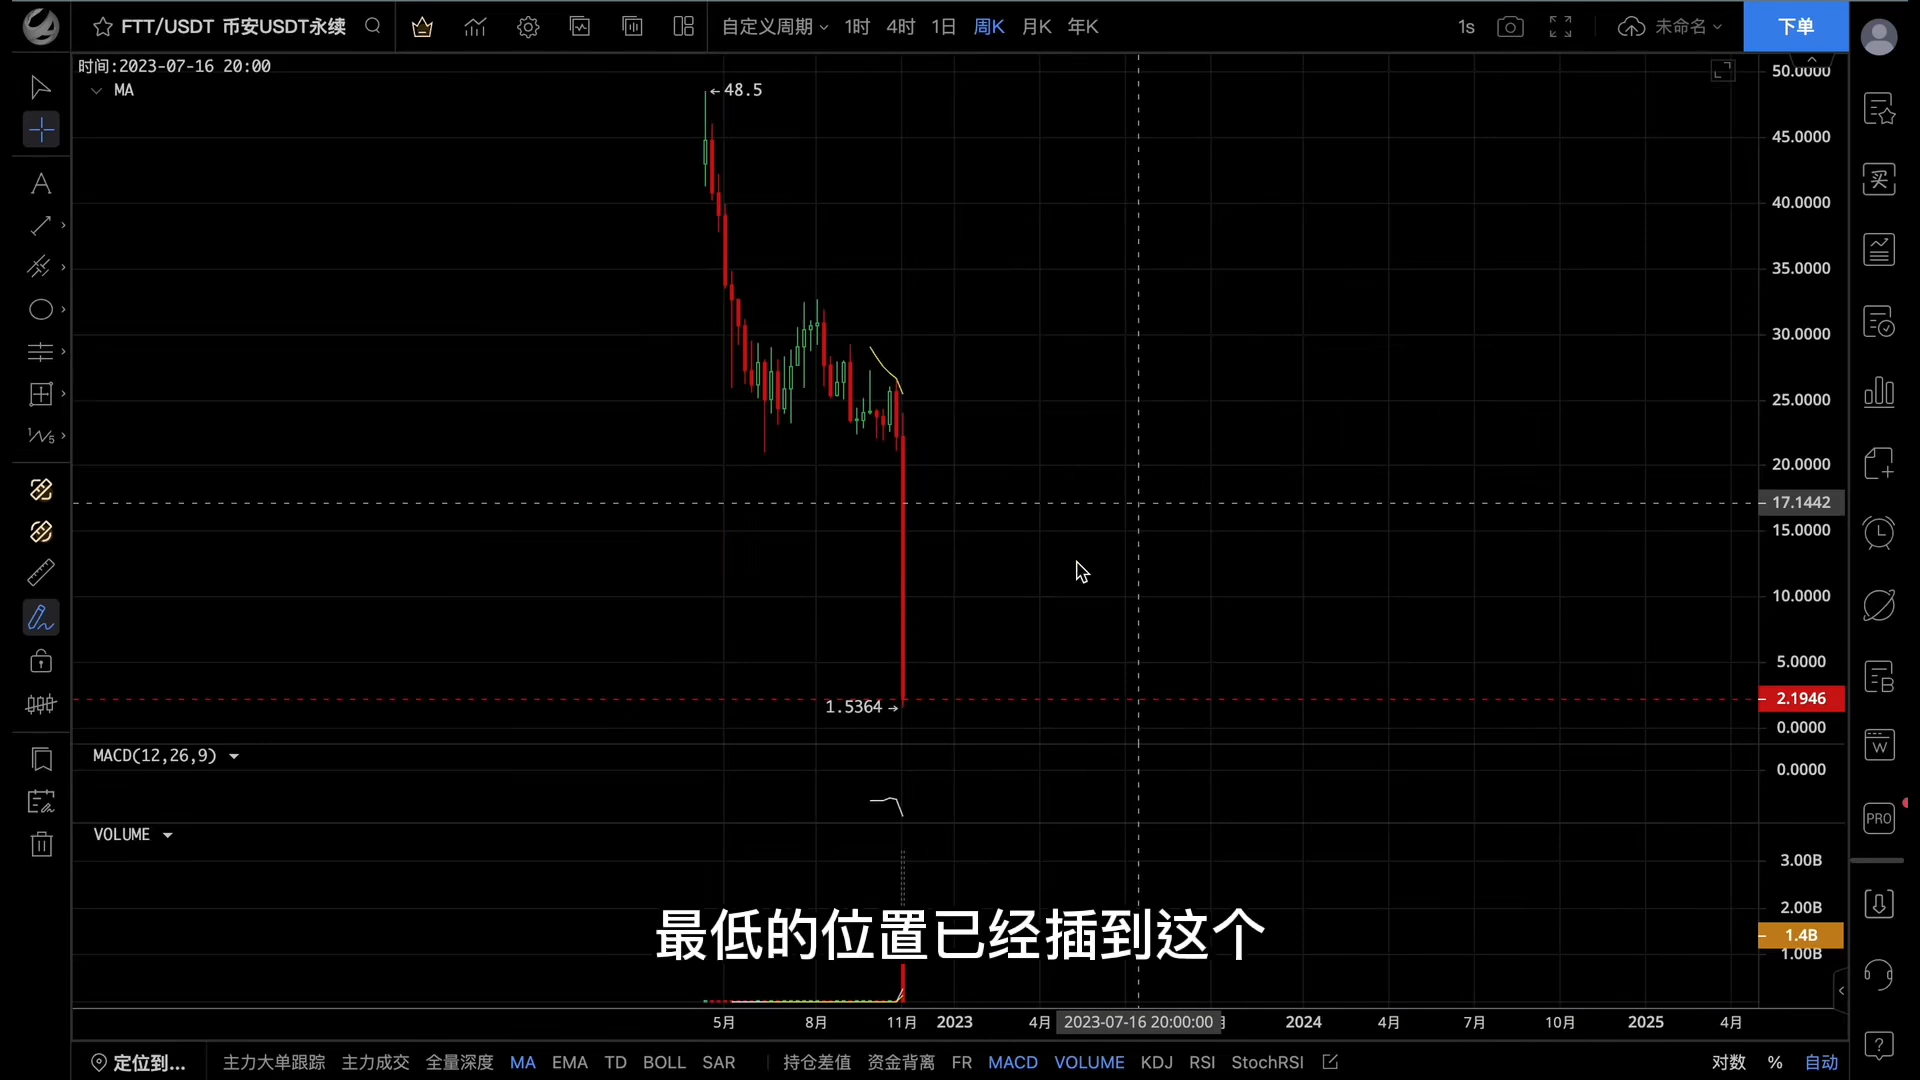 FTT/USDT 币安USDT永续
自定义周期 1时 4时 1日 周K 月K 年K
1s
未命名
下单
时间:2023-07-16 20:00
MA
←48.5
50.0000
45.0000
40.0000
35.0000
30.0000
25.0000
20.0000
17.1442
15.0000
10.0000
5.0000
1.5364→
2.1946
0.0000
MACD(12,26,9)
0.0000
VOLUME
3.00B
2.00B
1.4B
1.00B
最低的位置已经插到这个
5月 8月 11月 2023 4月 2023-07-16 20:00:00 2024 4月 7月 10月 2025 4月
定位到... 主力大单跟踪 主力成交 全量深度 MA EMA TD BOLL SAR 持仓差值 资金背离 FR MACD VOLUME KDJ RSI StochRSI 对数 % 自动
买
B
W
PRO
?